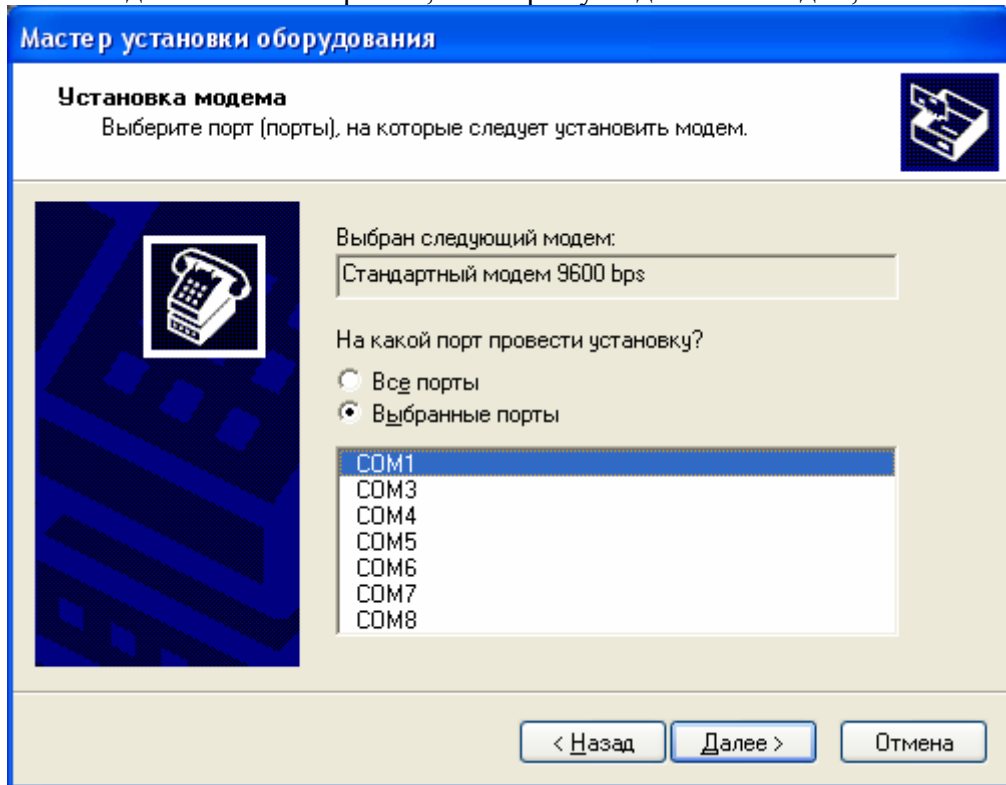 Мастер установки оборудования
Установка модема
Выберите порт (порты), на которые следует установить модем.
Выбран следующий модем:
Стандартный модем 9600 bps
На какой порт провести установку?
Все порты
Выбранные порты
COM1
COM3
COM4
COM5
COM6
COM7
COM8
< Назад
Далее >
Отмена